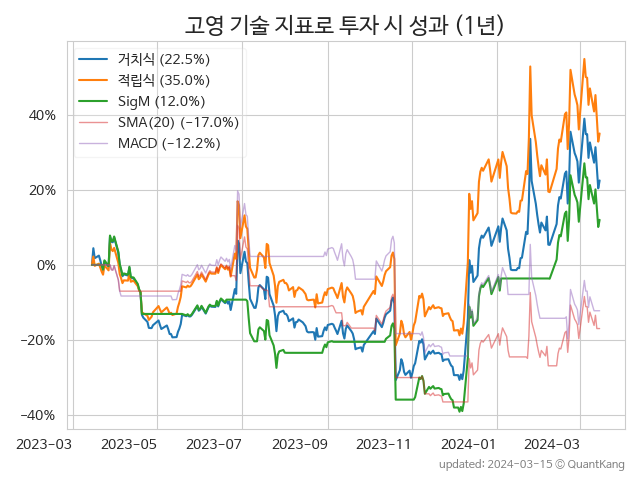 고영 기술 지표로 투자 시 성과 (1년)
거치식 (22.5%)
적립식 (35.0%)
SigM (12.0%)
SMA(20) (−17.0%)
MACD (−12.2%)
40%
20%
0%
−20%
−40%
2023−03 2023−05 2023−07 2023−09 2023−11 2024−01 2024−03
updated: 2024−03−15 © QuantKang